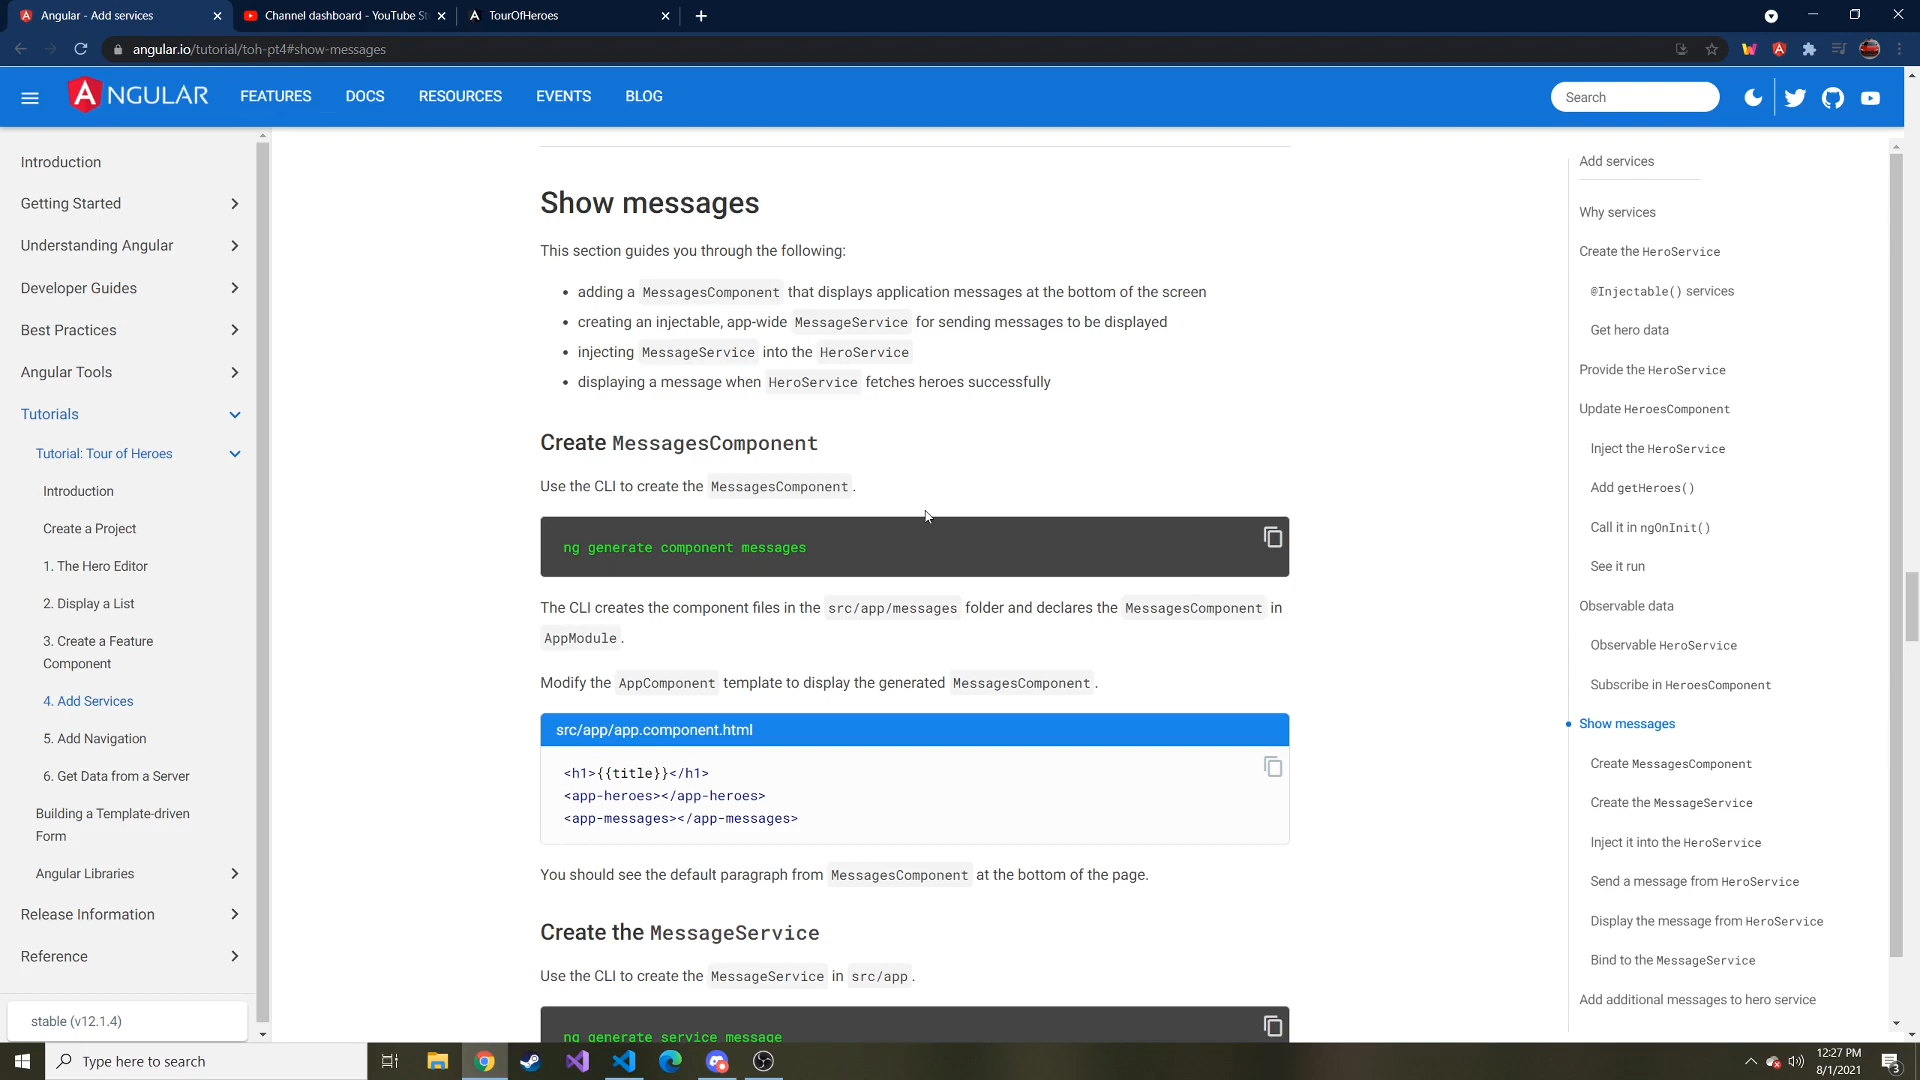 Angular - Add services
Channel dashboard - YouTube St
TourOfHeroes
angular.io/tutorial/toh-pt4#show-messages
ANGULAR
FEATURES
DOCS
RESOURCES
EVENTS
BLOG
Search
Introduction
Getting Started
Understanding Angular
Developer Guides
Best Practices
Angular Tools
Tutorials
Tutorial: Tour of Heroes
Introduction
Create a Project
1. The Hero Editor
2. Display a List
3. Create a Feature
Component
4. Add Services
5. Add Navigation
6. Get Data from a Server
Building a Template-driven
Form
Angular Libraries
Release Information
Reference
stable (v12.1.4)
Show messages
This section guides you through the following:
• adding a MessagesComponent that displays application messages at the bottom of the screen
• creating an injectable, app-wide MessageService for sending messages to be displayed
• injecting MessageService into the HeroService
• displaying a message when HeroService fetches heroes successfully
Create MessagesComponent
Use the CLI to create the MessagesComponent.
ng generate component messages
The CLI creates the component files in the src/app/messages folder and declares the MessagesComponent in
AppModule.
Modify the AppComponent template to display the generated MessagesComponent.
src/app/app.component.html
<h1>{{title}}</h1>
<app-heroes></app-heroes>
<app-messages></app-messages>
You should see the default paragraph from MessagesComponent at the bottom of the page.
Create the MessageService
Use the CLI to create the MessageService in src/app.
ng generate service message
Add services
Why services
Create the HeroService
@Injectable() services
Get hero data
Provide the HeroService
Update HeroesComponent
Inject the HeroService
Add getHeroes()
Call it in ngOnInit()
See it run
Observable data
Observable HeroService
Subscribe in HeroesComponent
Show messages
Create MessagesComponent
Create the MessageService
Inject it into the HeroService
Send a message from HeroService
Display the message from HeroService
Bind to the MessageService
Add additional messages to hero service
Type here to search
12:27 PM
8/1/2021
3